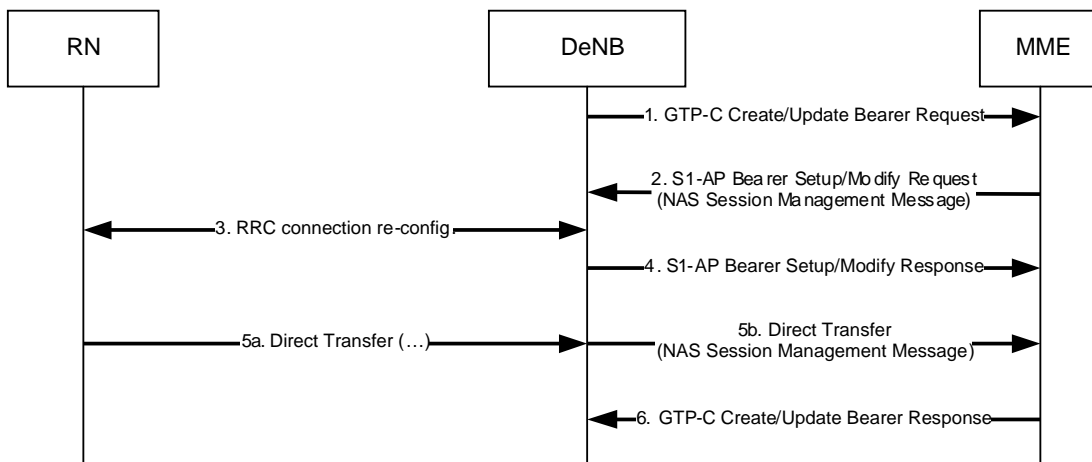 RN
DeNB
MME
1. GTP-C Create/Update Bearer Request
2. S1-AP Bearer Setup/Modify Request
(NAS Session Management Message)
3. RRC connection re-config.
4. S1-AP Bearer Setup/Modify Response
5a. Direct Transfer (…)
5b. Direct Transfer
(NAS Session Management Message)
6. GTP-C Create/Update Bearer Response